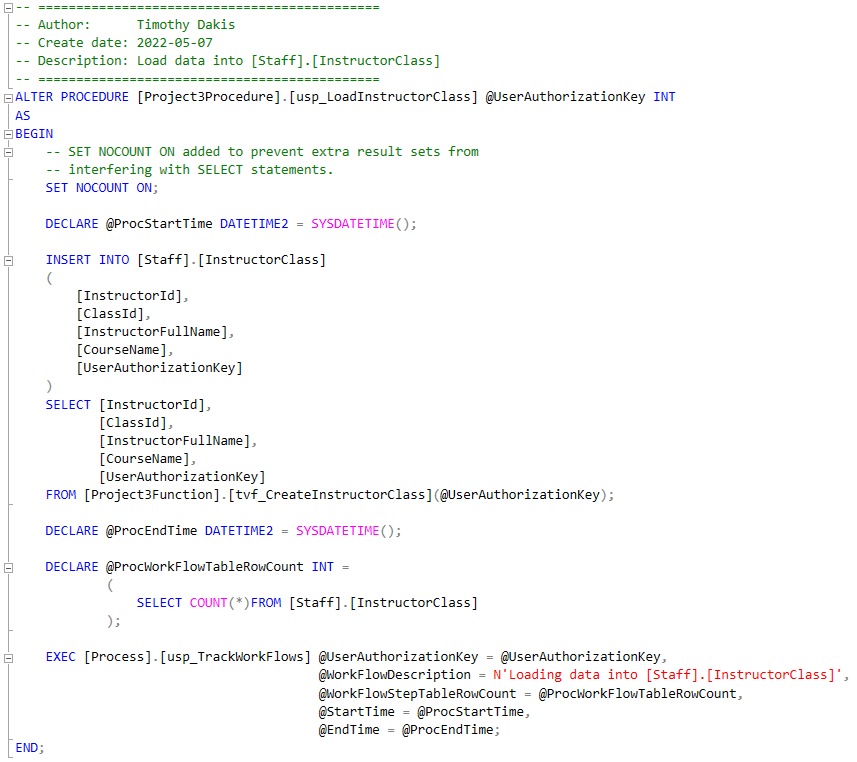 -- =============================================
-- Author:      Timothy Dakis
-- Create date: 2022-05-07
-- Description: Load data into [Staff].[InstructorClass]
-- =============================================
ALTER PROCEDURE [Project3Procedure].[usp_LoadInstructorClass] @UserAuthorizationKey INT
AS
BEGIN
    -- SET NOCOUNT ON added to prevent extra result sets from
    -- interfering with SELECT statements.
    SET NOCOUNT ON;

    DECLARE @ProcStartTime DATETIME2 = SYSDATETIME();

    INSERT INTO [Staff].[InstructorClass]
    (
        [InstructorId],
        [ClassId],
        [InstructorFullName],
        [CourseName],
        [UserAuthorizationKey]
    )
    SELECT [InstructorId],
           [ClassId],
           [InstructorFullName],
           [CourseName],
           [UserAuthorizationKey]
    FROM [Project3Function].[tvf_CreateInstructorClass](@UserAuthorizationKey);

    DECLARE @ProcEndTime DATETIME2 = SYSDATETIME();

    DECLARE @ProcWorkFlowTableRowCount INT =
            (
                SELECT COUNT(*)FROM [Staff].[InstructorClass]
            );

    EXEC [Process].[usp_TrackWorkFlows] @UserAuthorizationKey = @UserAuthorizationKey,
                                        @WorkFlowDescription = N'Loading data into [Staff].[InstructorClass]',
                                        @WorkFlowStepTableRowCount = @ProcWorkFlowTableRowCount,
                                        @StartTime = @ProcStartTime,
                                        @EndTime = @ProcEndTime;
END;